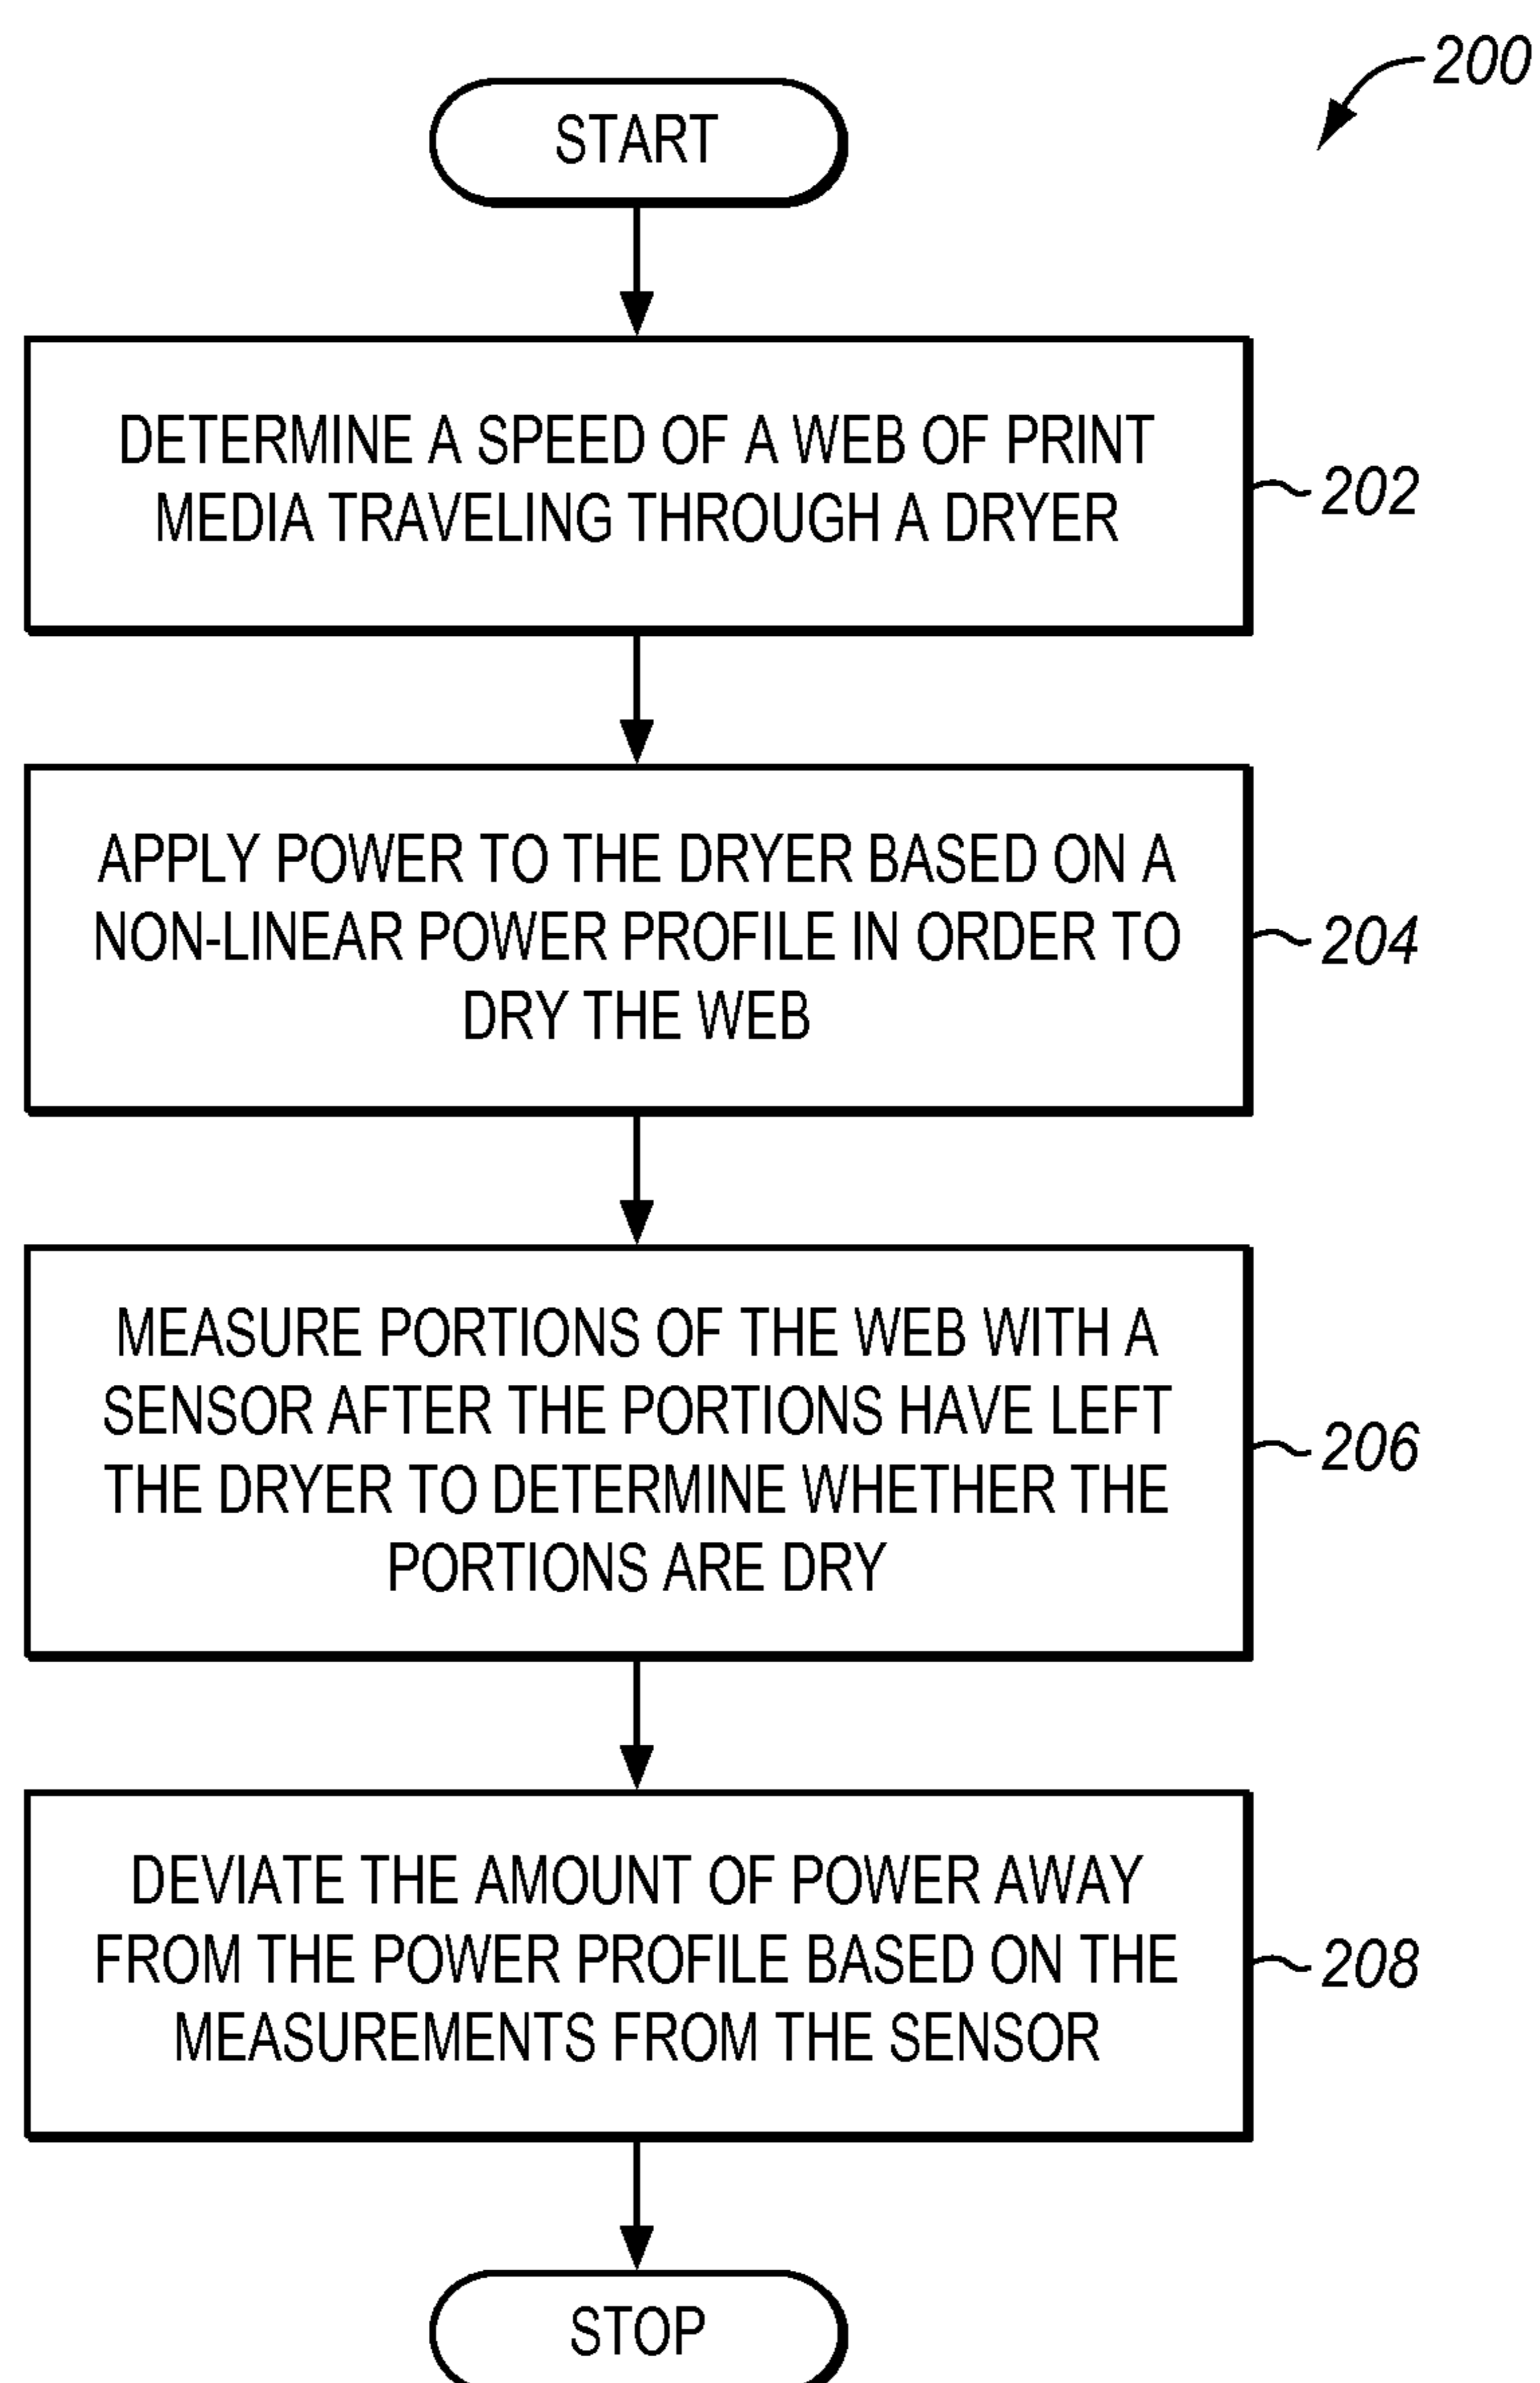 200
START
DETERMINE A SPEED OF A WEB OF PRINT
MEDIA TRAVELING THROUGH A DRYER
202
APPLY POWER TO THE DRYER BASED ON A
NON-LINEAR POWER PROFILE IN ORDER TO
DRY THE WEB
204
MEASURE PORTIONS OF THE WEB WITH A
SENSOR AFTER THE PORTIONS HAVE LEFT
THE DRYER TO DETERMINE WHETHER THE
PORTIONS ARE DRY
206
DEVIATE THE AMOUNT OF POWER AWAY
FROM THE POWER PROFILE BASED ON THE
MEASUREMENTS FROM THE SENSOR
208
STOP